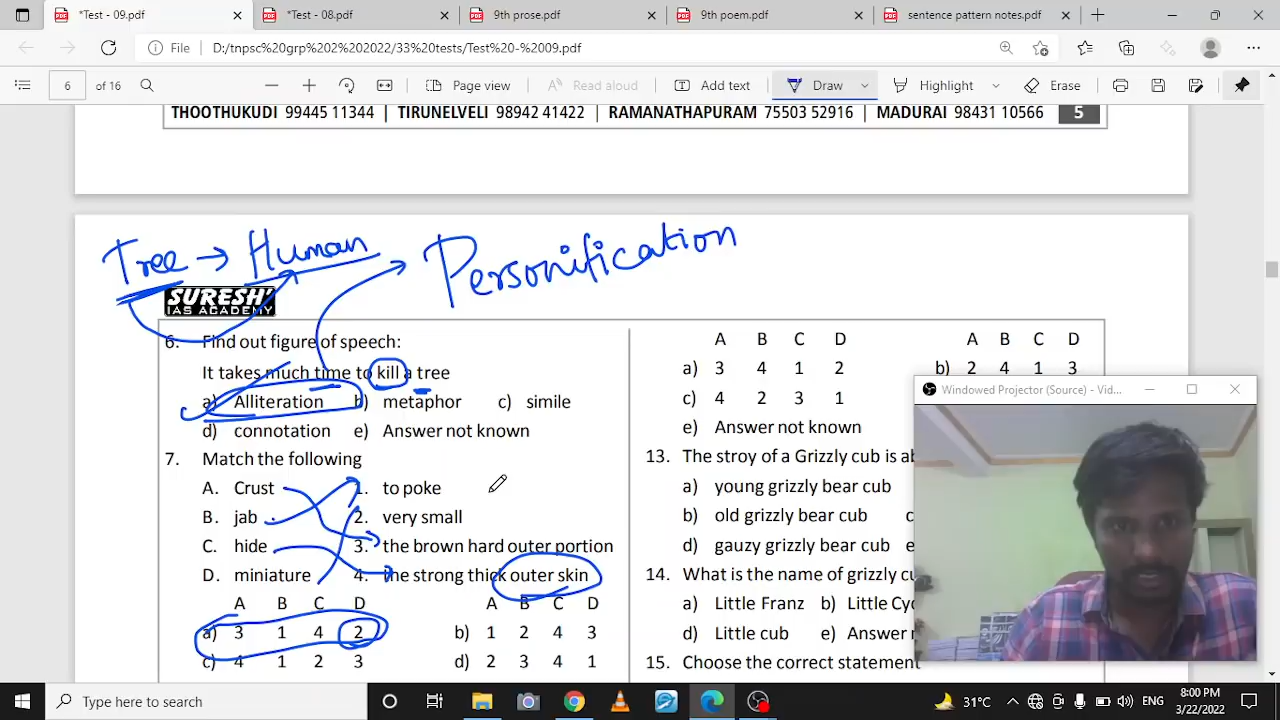 *Test - 09.pdf
*Test - 08.pdf
9th prose.pdf
9th poem.pdf
sentence pattern notes.pdf
File
D:/tnpsc%20grp%202%202022/33%20tests/Test%20-%2009.pdf
6 of 16
Page view
Read aloud
Add text
Draw
Highlight
Erase
THOOTHUKUDI 99445 11344 | TIRUNELVELI 98942 41422 | RAMANATHAPURAM 75503 52916 | MADURAI 98431 10566 5
Tree → Human
Personification
SURESH'
IAS ACADEMY
6. Find out figure of speech:
It takes much time to kill a tree
a) Alliteration b) metaphor c) simile
d) connotation e) Answer not known
7. Match the following
A. Crust 1. to poke
B. jab 2. very small
C. hide 3. the brown hard outer portion
D. miniature 4. the strong thick outer skin
A B C D A B C D
a) 3 1 4 2 b) 1 2 4 3
c) 4 1 2 3 d) 2 3 4 1
A B C D A B C D
a) 3 4 1 2 b) 2 4 1 3
c) 4 2 3 1
e) Answer not known
13. The stroy of a Grizzly cub is ab
a) young grizzly bear cub
b) old grizzly bear cub c
d) gauzy grizzly bear cub e
14. What is the name of grizzly cu
a) Little Franz b) Little Cy
d) Little cub e) Answer
15. Choose the correct statement
Windowed Projector (Source) - Vid...
Type here to search
31°C
ENG
8:00 PM
3/22/2022